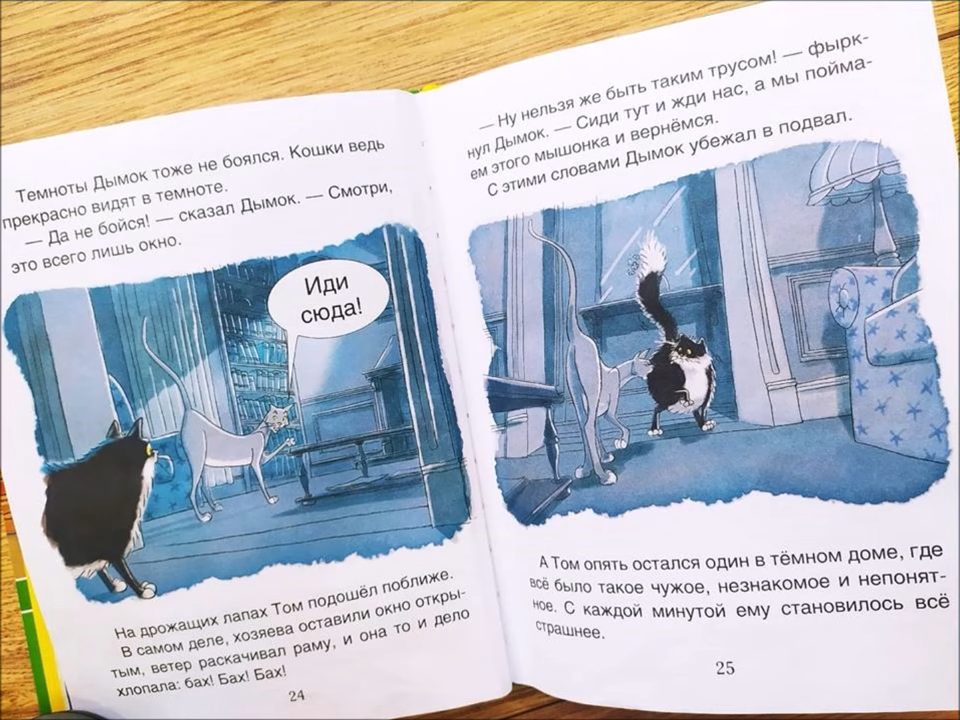 Темноты Дымок тоже не боялся. Кошки ведь
прекрасно видят в темноте.
— Да не бойся! — сказал Дымок. — Смотри,
это всего лишь окно.
Иди
сюда!
На дрожащих лапах Том подошёл поближе.
В самом деле, хозяева оставили окно откры-
тым, ветер раскачивал раму, и она то и дело
хлопала: бах! Бах! Бах!
24
— Ну нельзя же быть таким трусом! — фырк-
нул Дымок. — Сиди тут и жди нас, а мы пойма-
ем этого мышонка и вернёмся.
С этими словами Дымок убежал в подвал.
А Том опять остался один в тёмном доме, где
всё было такое чужое, незнакомое и непонят-
ное. С каждой минутой ему становилось всё
страшнее.
25